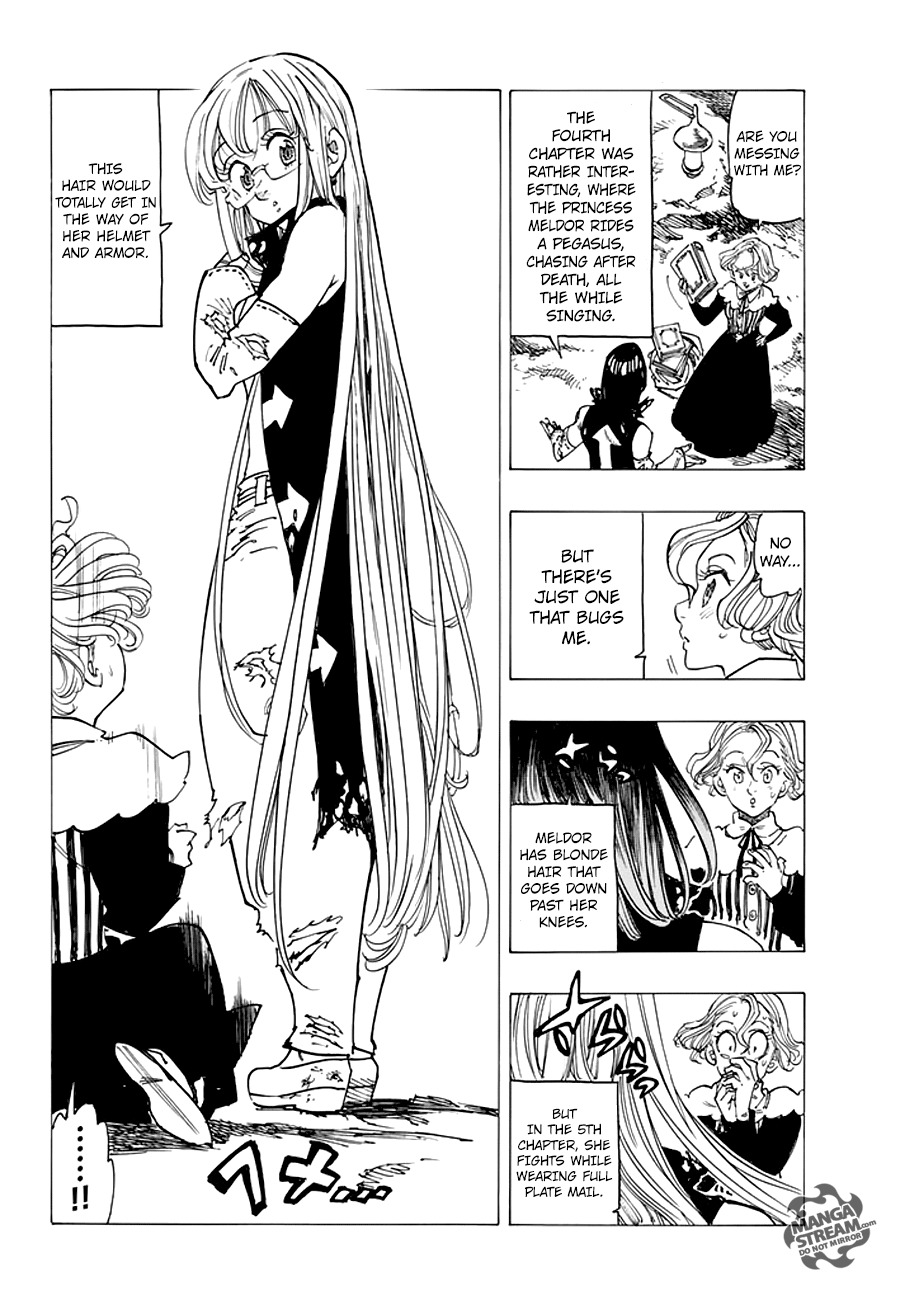 ARE YOU
MESSING
WITH ME?
THE
FOURTH
CHAPTER WAS
RATHER INTER-
ESTING, WHERE
THE PRINCESS
MELDOR RIDES
A PEGASUS,
CHASING AFTER
DEATH, ALL
THE WHILE
SINGING.
NO
WAY...
BUT
THERE'S
JUST ONE
THAT BUGS
ME.
MELDOR
HAS BLONDE
HAIR THAT
GOES DOWN
PAST HER
KNEES.
BUT
IN THE 5TH
CHAPTER, SHE
FIGHTS WHILE
WEARING FULL
PLATE MAIL.
THIS
HAIR WOULD
TOTALLY GET IN
THE WAY OF
HER HELMET
AND ARMOR.
......!!
MANGA
STREAM.com
DO NOT MIRROR